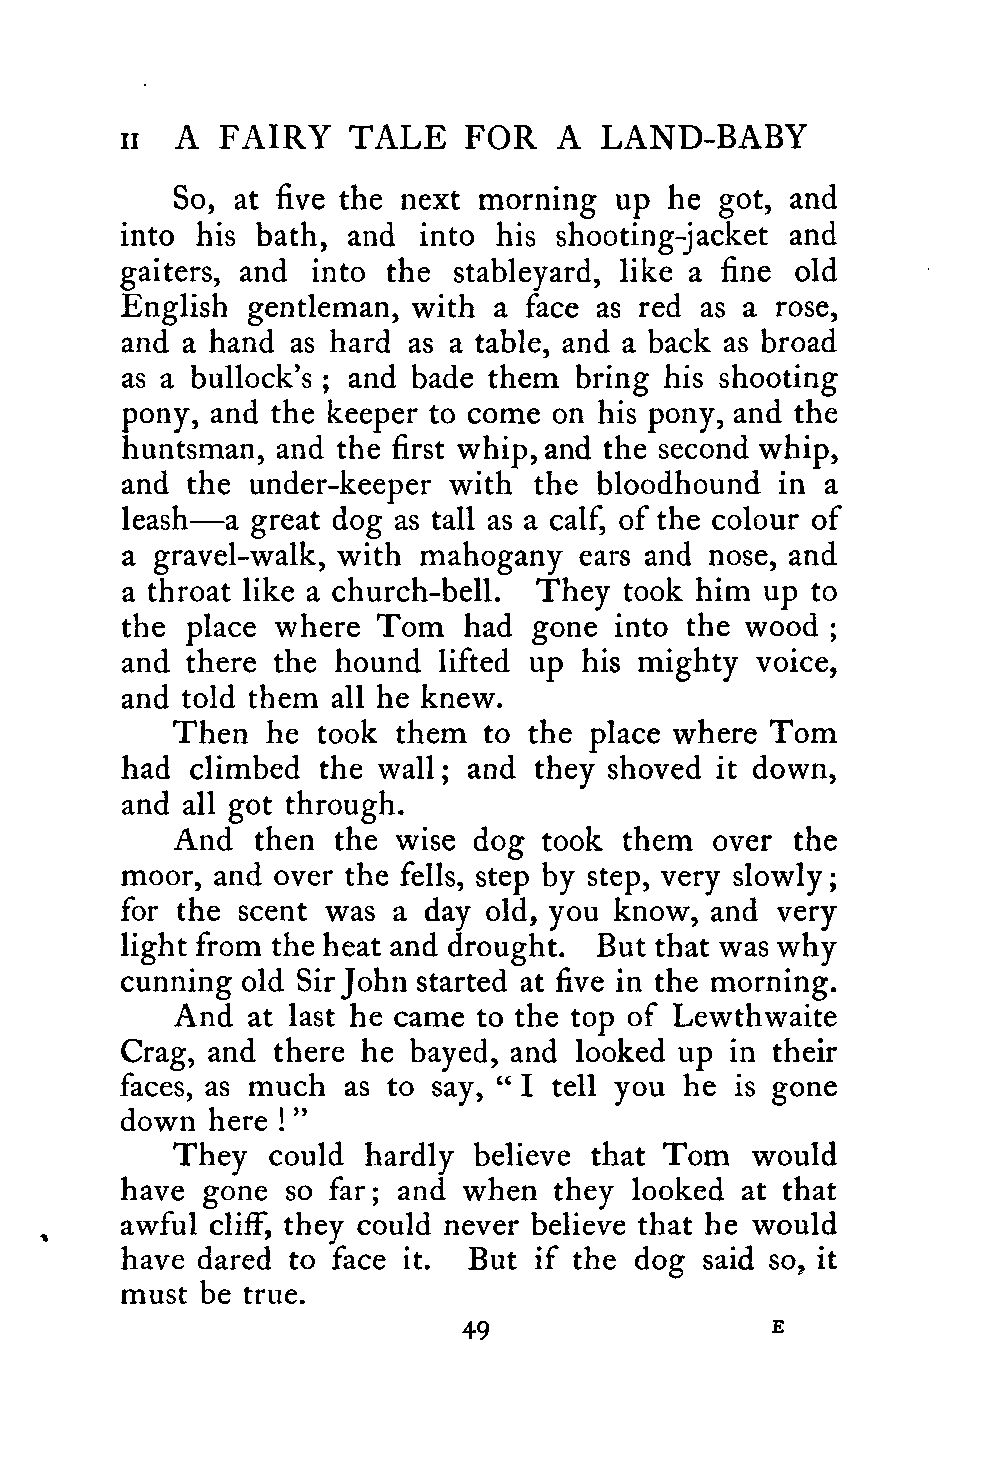 II A FAIRY TALE FOR A LAND-BABY
So, at five the next morning up he got, and
into his bath, and into his shooting-jacket and
gaiters, and into the stableyard, like a fine old
English gentleman, with a face as red as a rose,
and a hand as hard as a table, and a back as broad
as a bullock's ; and bade them bring his shooting
pony, and the keeper to come on his pony, and the
huntsman, and the first whip, and the second whip,
and the under-keeper with the bloodhound in a
leash—a great dog as tall as a calf, of the colour of
a gravel-walk, with mahogany ears and nose, and
a throat like a church-bell. They took him up to
the place where Tom had gone into the wood ;
and there the hound lifted up his mighty voice,
and told them all he knew.
Then he took them to the place where Tom
had climbed the wall ; and they shoved it down,
and all got through.
And then the wise dog took them over the
moor, and over the fells, step by step, very slowly ;
for the scent was a day old, you know, and very
light from the heat and drought. But that was why
cunning old Sir John started at five in the morning.
And at last he came to the top of Lewthwaite
Crag, and there he bayed, and looked up in their
faces, as much as to say, “ I tell you he is gone
down here ! ”
They could hardly believe that Tom would
have gone so far ; and when they looked at that
awful cliff, they could never believe that he would
have dared to face it. But if the dog said so, it
must be true.
49 E